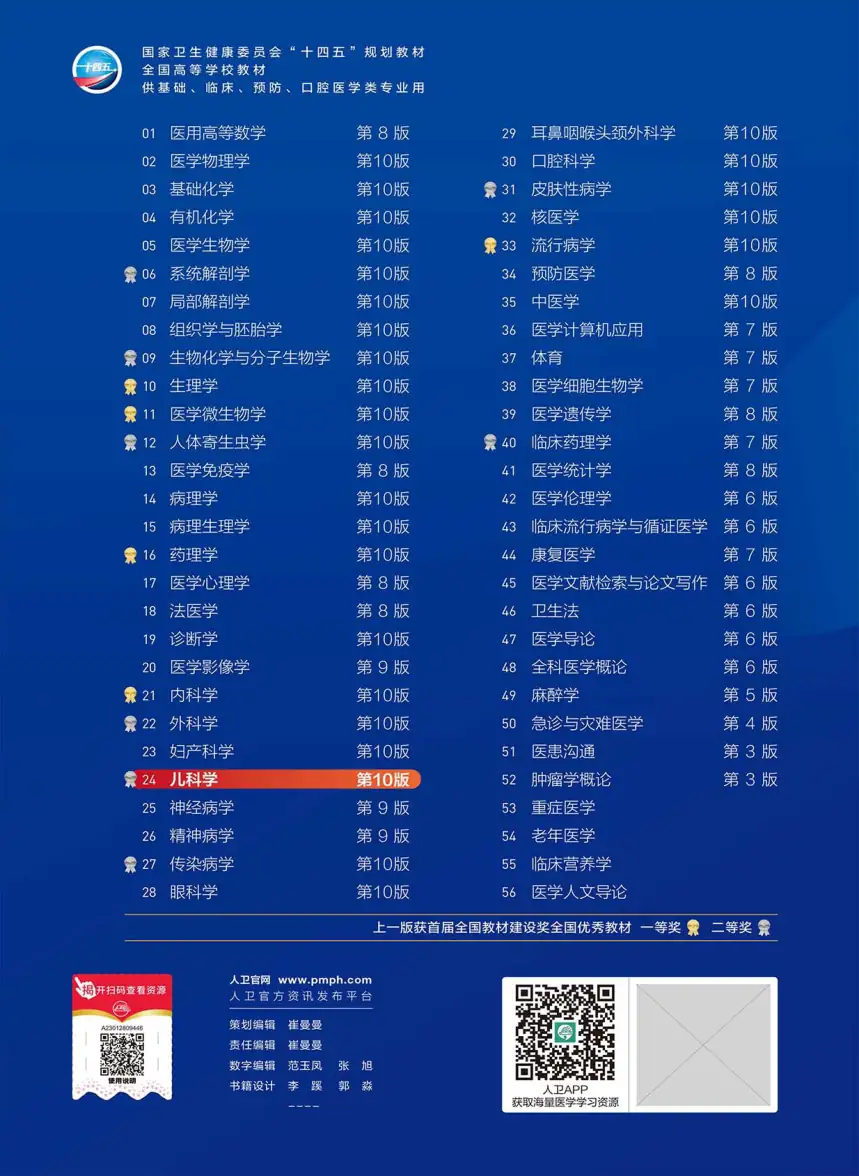 国家卫生健康委员会“十四五”规划教材
十四五
全国高等学校教材
供基础、临床、预防、口腔医学类专业用
01 医用高等数学 第 8 版
02 医学物理学 第10版
03 基础化学 第10版
04 有机化学 第10版
05 医学生物学 第10版
06 系统解剖学 第10版
07 局部解剖学 第10版
08 组织学与胚胎学 第10版
09 生物化学与分子生物学 第10版
10 生理学 第10版
11 医学微生物学 第10版
12 人体寄生虫学 第10版
13 医学免疫学 第 8 版
14 病理学 第10版
15 病理生理学 第10版
16 药理学 第10版
17 医学心理学 第 8 版
18 法医学 第 8 版
19 诊断学 第10版
20 医学影像学 第 9 版
21 内科学 第10版
22 外科学 第10版
23 妇产科学 第10版
24 儿科学 第10版
25 神经病学 第 9 版
26 精神病学 第 9 版
27 传染病学 第10版
28 眼科学 第10版
29 耳鼻咽喉头颈外科学 第10版
30 口腔科学 第10版
31 皮肤性病学 第10版
32 核医学 第10版
33 流行病学 第10版
34 预防医学 第 8 版
35 中医学 第10版
36 医学计算机应用 第 7 版
37 体育 第 7 版
38 医学细胞生物学 第 7 版
39 医学遗传学 第 8 版
40 临床药理学 第 7 版
41 医学统计学 第 8 版
42 医学伦理学 第 6 版
43 临床流行病学与循证医学 第 6 版
44 康复医学 第 7 版
45 医学文献检索与论文写作 第 6 版
46 卫生法 第 6 版
47 医学导论 第 6 版
48 全科医学概论 第 6 版
49 麻醉学 第 5 版
50 急诊与灾难医学 第 4 版
51 医患沟通 第 3 版
52 肿瘤学概论 第 3 版
53 重症医学
54 老年医学
55 临床营养学
56 医学人文导论
上一版获首届全国教材建设奖全国优秀教材 一等奖 二等奖
揭开扫码查看资源
A23012809446
使用说明
人卫官网 www.pmph.com
人卫官方资讯发布平台
策划编辑 崔曼曼
责任编辑 崔曼曼
数字编辑 范玉凤 张 旭
书籍设计 李 蹊 郭 淼
人卫APP
获取海量医学学习资源